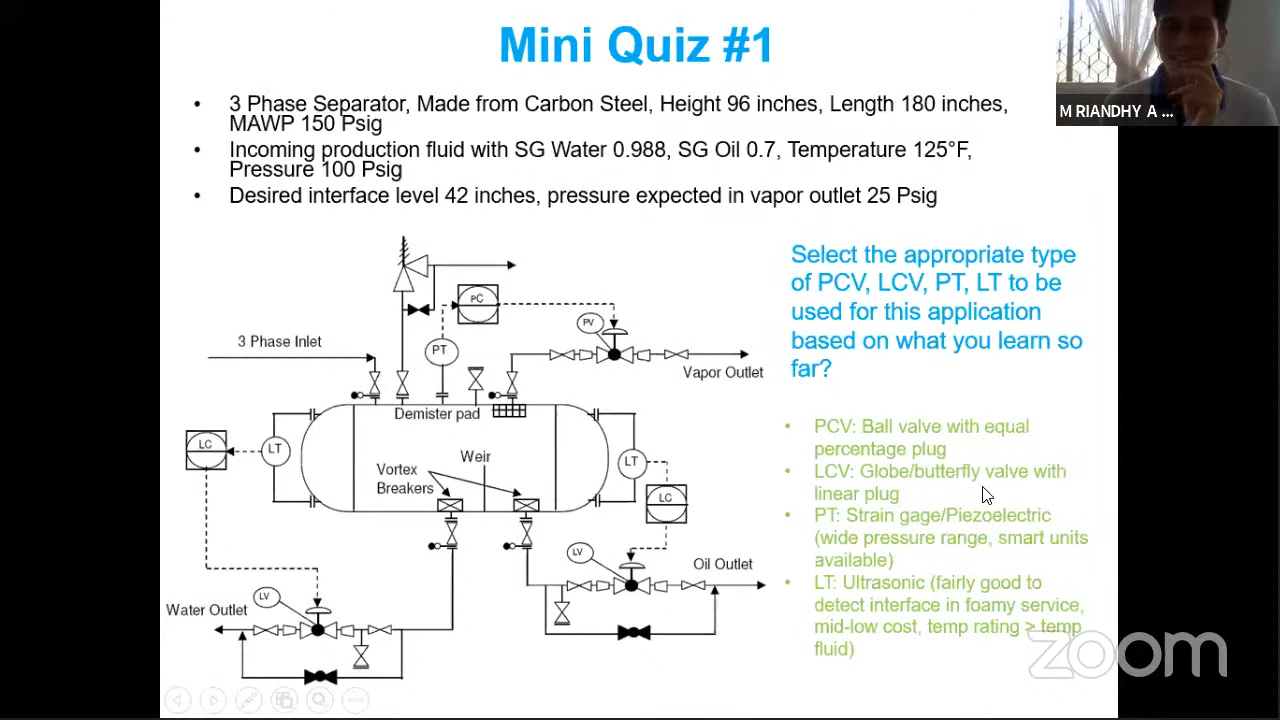 Mini Quiz #1
M RIANDHY A ...
• 3 Phase Separator, Made from Carbon Steel, Height 96 inches, Length 180 inches,
MAWP 150 Psig
• Incoming production fluid with SG Water 0.988, SG Oil 0.7, Temperature 125°F,
Pressure 100 Psig
• Desired interface level 42 inches, pressure expected in vapor outlet 25 Psig
Select the appropriate type
of PCV, LCV, PT, LT to be
used for this application
based on what you learn so
far?
PC
PV
3 Phase Inlet
PT
Vapor Outlet
Demister pad
LC
LT
Weir
Vortex
Breakers
LT
LC
LV
Oil Outlet
LV
Water Outlet
• PCV: Ball valve with equal
percentage plug
• LCV: Globe/butterfly valve with
linear plug
• PT: Strain gage/Piezoelectric
(wide pressure range, smart units
available)
• LT: Ultrasonic (fairly good to
detect interface in foamy service,
mid-low cost, temp rating > temp
fluid)
zoom